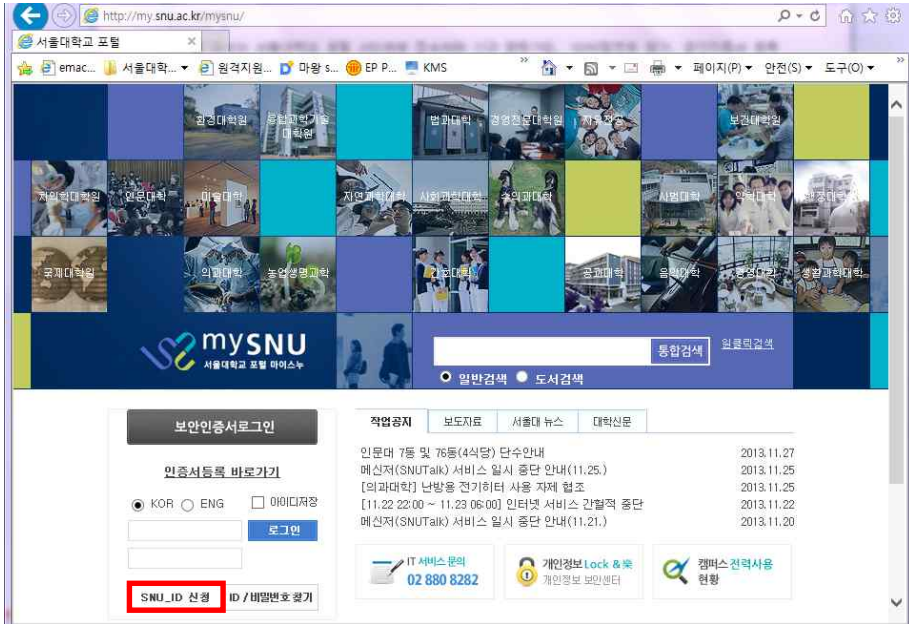 http://my.snu.ac.kr/mysnu/
서울대학교 포털
emac... 서울대학... 원격지원... 마왕 s... EP P... KMS 페이지(P) 안전(S) 도구(O)
환경대학원 융합과학기술 대학원 법과대학 경영전문대학원 자유전공 보건대학원
치의학대학원 인문대학 미술대학 자연과학대학 사회과학대학 수의과대학 사범대학 약학대학 행정대학원
국제대학원 의과대학 농업생명과학 간호대학 공과대학 음악대학 경영대학 생활과학대학
mySNU
서울대학교 포털 마이스누
통합검색 원클릭검색
일반검색 도서검색
보안인증서로그인
인증서등록 바로가기
KOR ENG 아이디저장
로그인
SNU_ID 신청 ID / 비밀번호 찾기
작업공지 보도자료 서울대 뉴스 대학신문
인문대 7동 및 76동(4식당) 단수안내 2013.11.27
메신저(SNUTalk) 서비스 일시 중단 안내(11.25.) 2013.11.25
[의과대학] 난방용 전기히터 사용 자제 협조 2013.11.25
[11.22 22:00 ~ 11.23 06:00] 인터넷 서비스 간헐적 중단 2013.11.22
메신저(SNUTalk) 서비스 일시 중단 안내(11.21.) 2013.11.20
IT 서비스 문의
02 880 8282
개인정보 Lock & 樂
개인정보 보안센터
캠퍼스 전력사용
현황